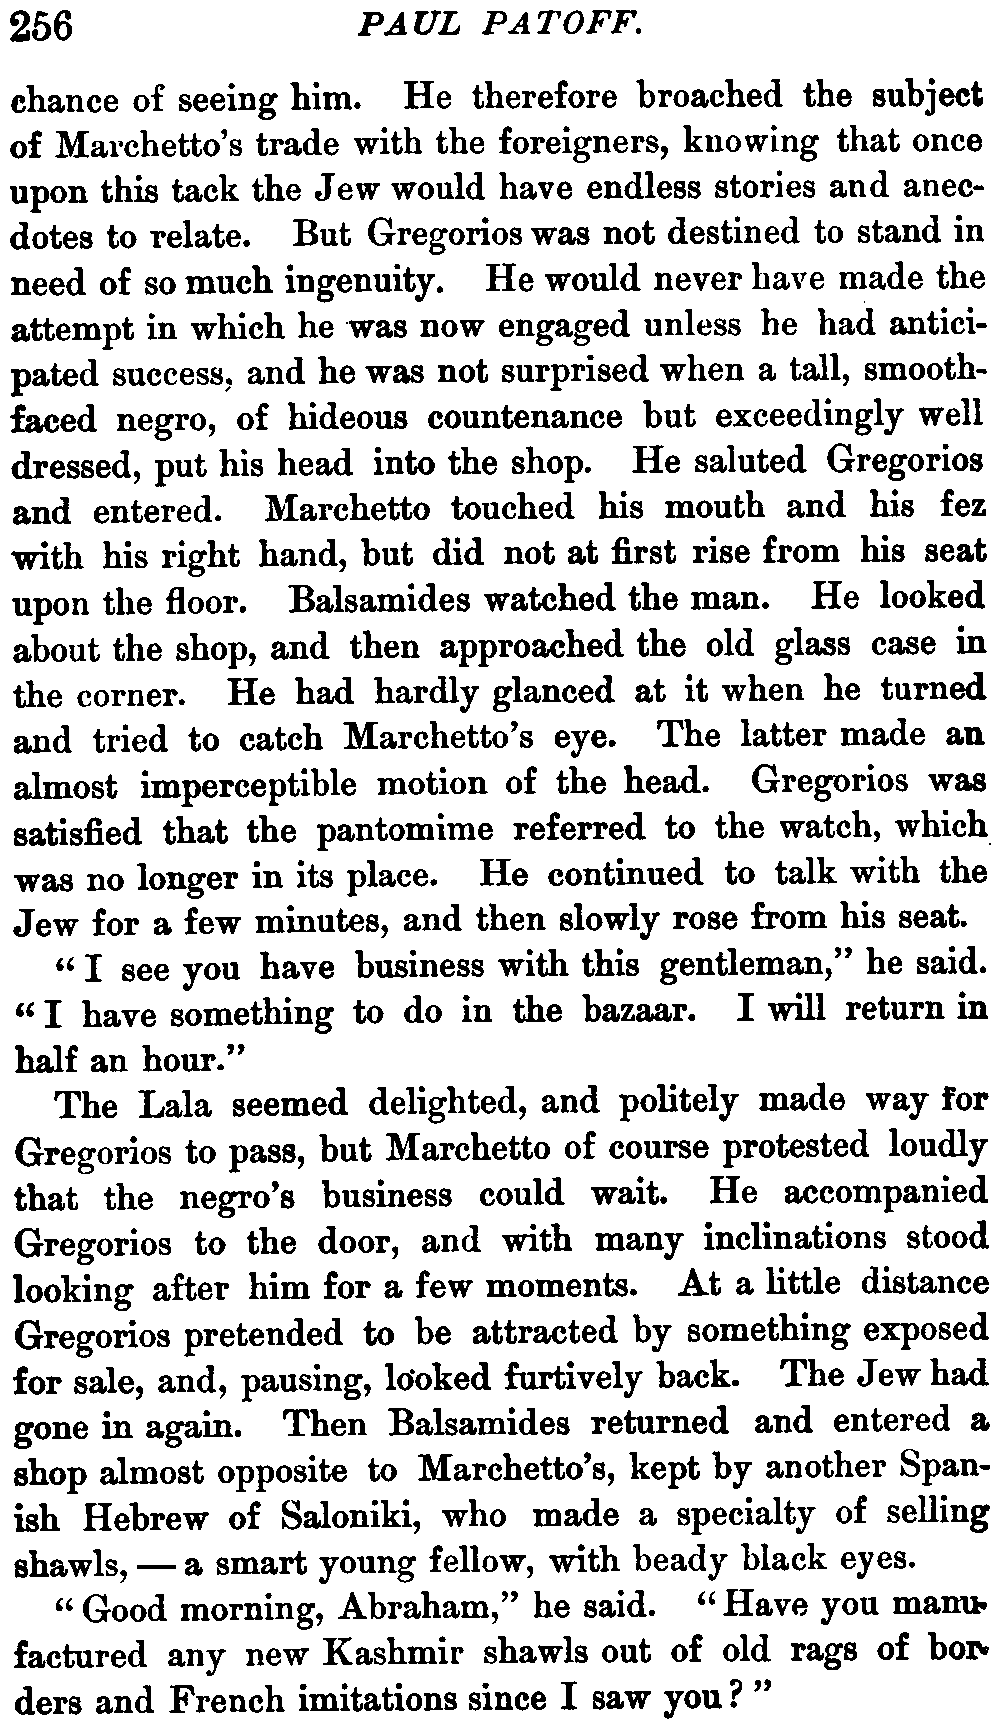 256 PAUL PATOFF.
chance of seeing him. He therefore broached the subject
of Marchetto's trade with the foreigners, knowing that once
upon this tack the Jew would have endless stories and anec-
dotes to relate. But Gregorios was not destined to stand in
need of so much ingenuity. He would never have made the
attempt in which he was now engaged unless he had antici-
pated success, and he was not surprised when a tall, smooth-
faced negro, of hideous countenance but exceedingly well
dressed, put his head into the shop. He saluted Gregorios
and entered. Marchetto touched his mouth and his fez
with his right hand, but did not at first rise from his seat
upon the floor. Balsamides watched the man. He looked
about the shop, and then approached the old glass case in
the corner. He had hardly glanced at it when he turned
and tried to catch Marchetto's eye. The latter made an
almost imperceptible motion of the head. Gregorios was
satisfied that the pantomime referred to the watch, which
was no longer in its place. He continued to talk with the
Jew for a few minutes, and then slowly rose from his seat.
"I see you have business with this gentleman," he said.
"I have something to do in the bazaar. I will return in
half an hour."
The Lala seemed delighted, and politely made way for
Gregorios to pass, but Marchetto of course protested loudly
that the negro's business could wait. He accompanied
Gregorios to the door, and with many inclinations stood
looking after him for a few moments. At a little distance
Gregorios pretended to be attracted by something exposed
for sale, and, pausing, looked furtively back. The Jew had
gone in again. Then Balsamides returned and entered a
shop almost opposite to Marchetto's, kept by another Span-
ish Hebrew of Saloniki, who made a specialty of selling
shawls, — a smart young fellow, with beady black eyes.
"Good morning, Abraham," he said. "Have you manu-
factured any new Kashmir shawls out of old rags of bor-
ders and French imitations since I saw you?"